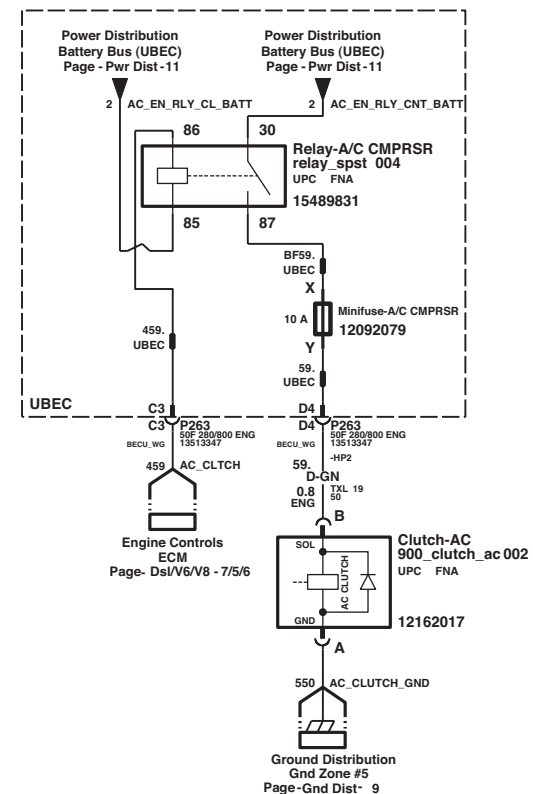 Power Distribution
Battery Bus (UBEC)
Page - Pwr Dist-11
Power Distribution
Battery Bus (UBEC)
Page - Pwr Dist-11
2 AC_EN_RLY_CL_BATT
2 AC_EN_RLY_CNT_BATT
86
30
Relay-A/C CMPRSR
relay_spst 004
UPC FNA
15489831
85
87
BF59.
UBEC
X
10 A
Minifuse-A/C CMPRSR
12092079
Y
459.
UBEC
59.
UBEC
UBEC
C3
D4
C3 P263
50F 280/800 ENG
BECU_WG 13513347
D4 P263
50F 280/800 ENG
BECU_WG 13513347
-HP2
459 AC_CLTCH
59.
D-GN
0.8
ENG
TXL 19
50
Engine Controls
ECM
Page- Dsl/V6/V8 - 7/5/6
B
SOL
AC CLUTCH
GND
Clutch-AC
900_clutch_ac 002
UPC FNA
12162017
A
550 AC_CLUTCH_GND
Ground Distribution
Gnd Zone #5
Page-Gnd Dist- 9